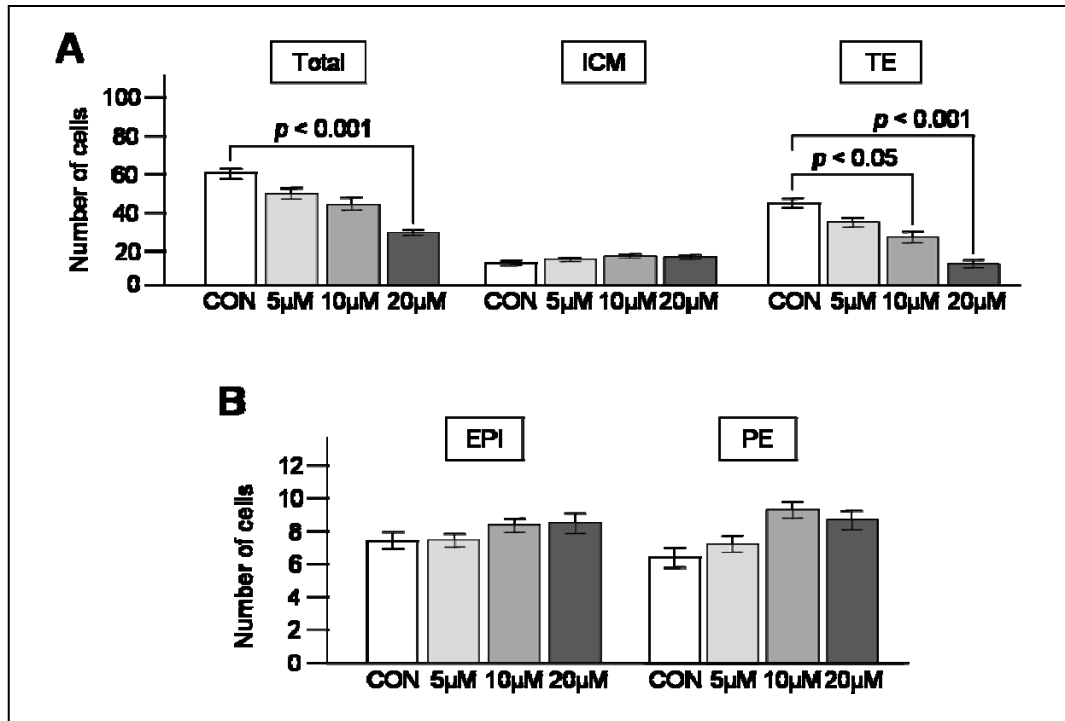 A
Total
ICM
TE
Number of cells
100
80
60
40
20
0
p < 0.001
p < 0.001
p < 0.05
CON 5μM 10μM 20μM
CON 5μM 10μM 20μM
CON 5μM 10μM 20μM
B
EPI
PE
Number of cells
12
10
8
6
4
2
0
CON 5μM 10μM 20μM
CON 5μM 10μM 20μM